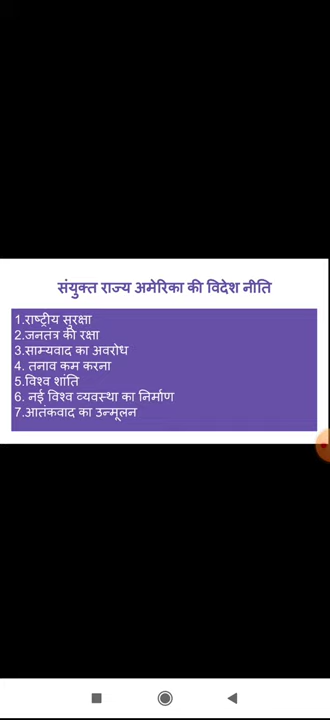 संयुक्त राज्य अमेरिका की विदेश नीति
1.राष्ट्रीय सुरक्षा
2.जनतंत्र की रक्षा
3.साम्यवाद का अवरोध
4. तनाव कम करना
5.विश्व शांति
6. नई विश्व व्यवस्था का निर्माण
7.आतंकवाद का उन्मूलन